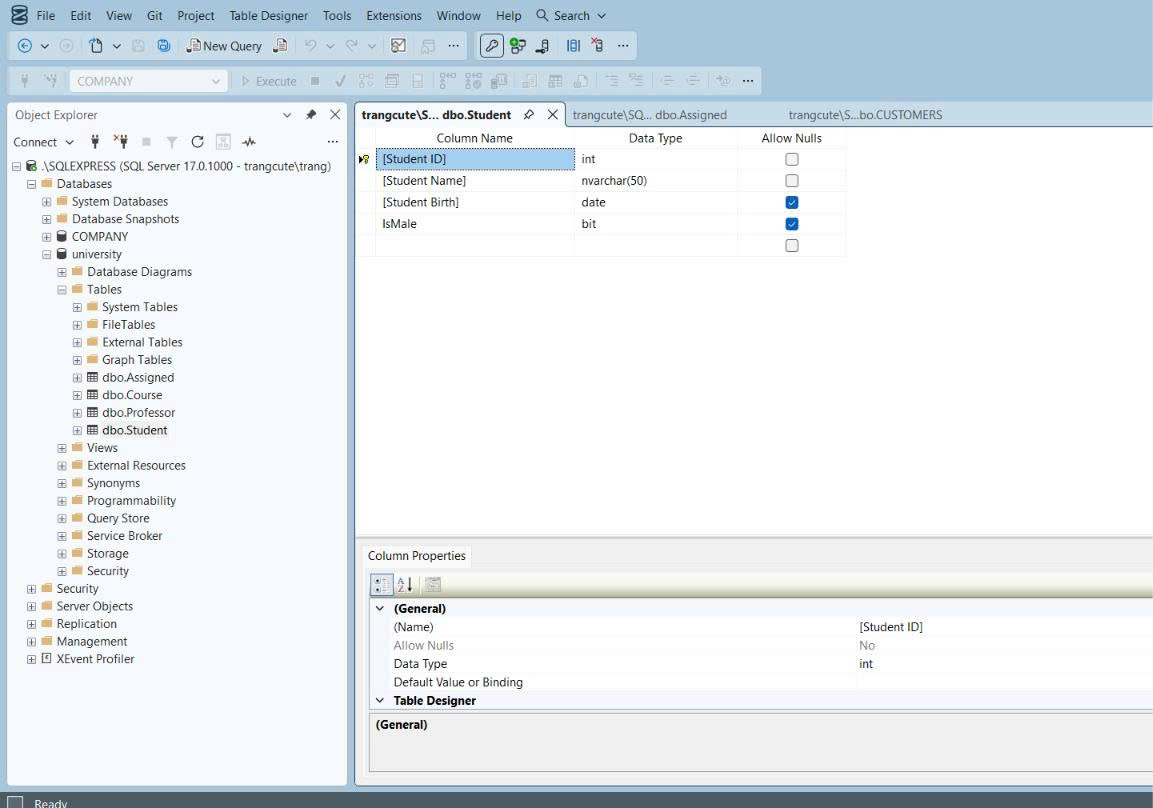 File Edit View Git Project Table Designer Tools Extensions Window Help Search
New Query
COMPANY Execute
Object Explorer
Connect
.\SQLEXPRESS (SQL Server 17.0.1000 - trangcute\trang)
Databases
System Databases
Database Snapshots
COMPANY
university
Database Diagrams
Tables
System Tables
FileTables
External Tables
Graph Tables
dbo.Assigned
dbo.Course
dbo.Professor
dbo.Student
Views
External Resources
Synonyms
Programmability
Query Store
Service Broker
Storage
Security
Security
Server Objects
Replication
Management
XEvent Profiler
trangcute\S... dbo.Student trangcute\SQ... dbo.Assigned trangcute\S...bo.CUSTOMERS
Column Name Data Type Allow Nulls
[Student ID] int
[Student Name] nvarchar(50)
[Student Birth] date
IsMale bit
Column Properties
(General)
(Name) [Student ID]
Allow Nulls No
Data Type int
Default Value or Binding
Table Designer
(General)
Ready